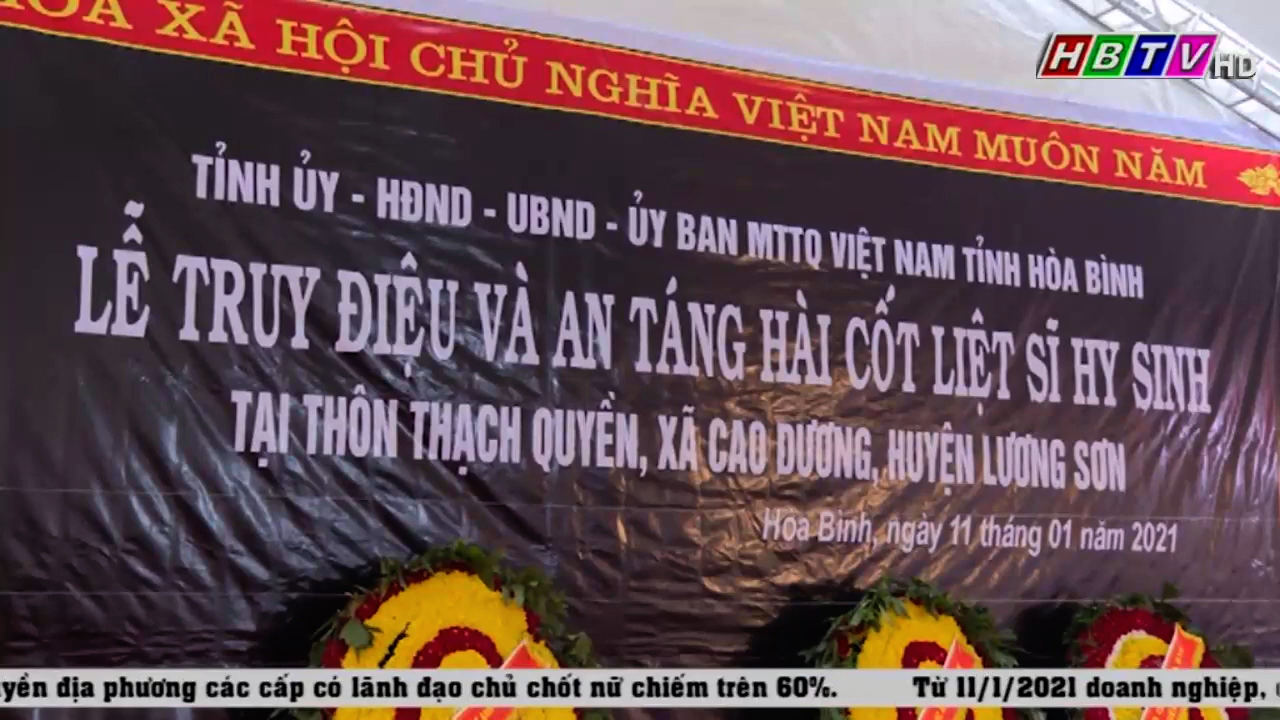 HÒA XÃ HỘI CHỦ NGHĨA VIỆT NAM MUÔN NĂM
HBTV HD
TỈNH ỦY - HĐND - UBND - ỦY BAN MTTQ VIỆT NAM TỈNH HÒA BÌNH
LỄ TRUY ĐIỆU VÀ AN TÁNG HÀI CỐT LIỆT SĨ HY SINH
TẠI THÔN THẠCH QUYỀN, XÃ CAO DƯƠNG, HUYỆN LƯƠNG SƠN
Hòa Bình, ngày 11 tháng 01 năm 2021
yền địa phương các cấp có lãnh đạo chủ chốt nữ chiếm trên 60%. Từ 11/1/2021 doanh nghiệp,